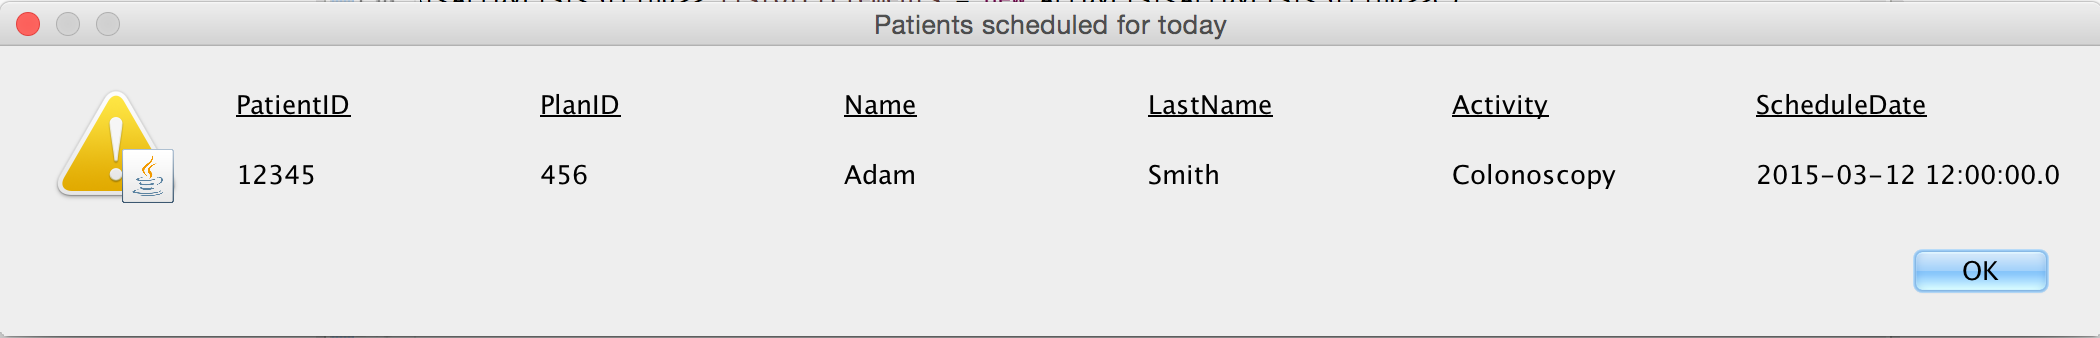 Patients scheduled for today
PatientID PlanID Name LastName Activity ScheduleDate
12345 456 Adam Smith Colonoscopy 2015-03-12 12:00:00.0
OK